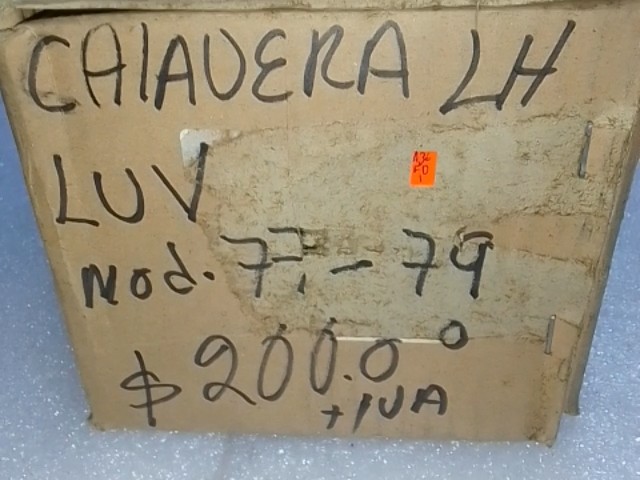 CALAVERA LH
LUV
Mod. 77-79
$200.00
+IVA